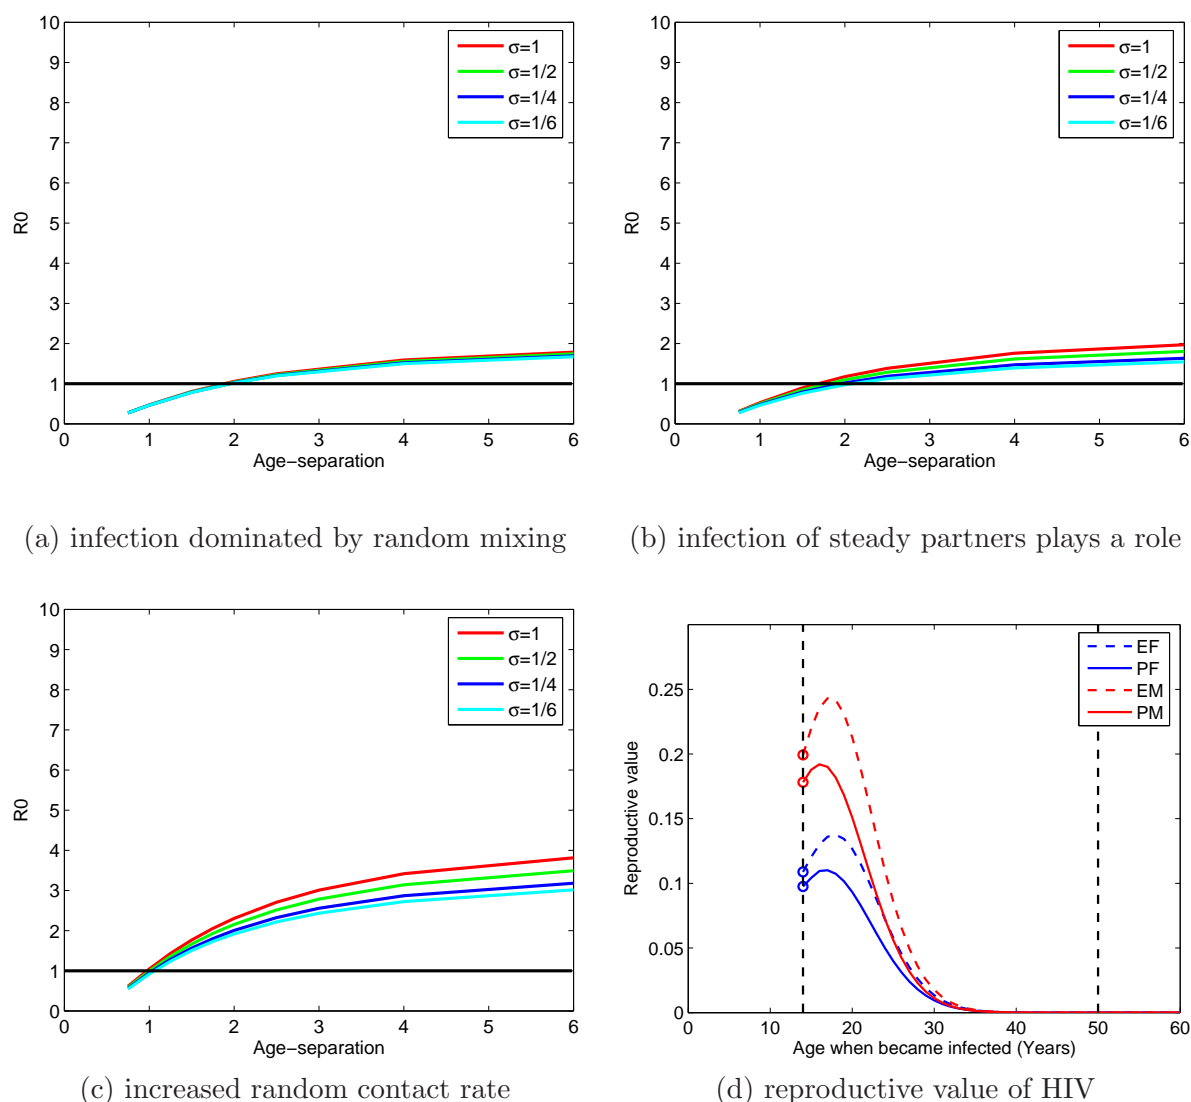 10
9
8
7
6
5
4
3
2
1
0
R0
σ=1
σ=1/2
σ=1/4
σ=1/6
0 1 2 3 4 5 6
Age−separation
(a) infection dominated by random mixing
10
9
8
7
6
5
4
3
2
1
0
R0
σ=1
σ=1/2
σ=1/4
σ=1/6
0 1 2 3 4 5 6
Age−separation
(b) infection of steady partners plays a role
10
9
8
7
6
5
4
3
2
1
0
R0
σ=1
σ=1/2
σ=1/4
σ=1/6
0 1 2 3 4 5 6
Age−separation
(c) increased random contact rate
0.25
0.2
0.15
0.1
0.05
0
Reproductive value
EF
PF
EM
PM
0 10 20 30 40 50 60
Age when became infected (Years)
(d) reproductive value of HIV